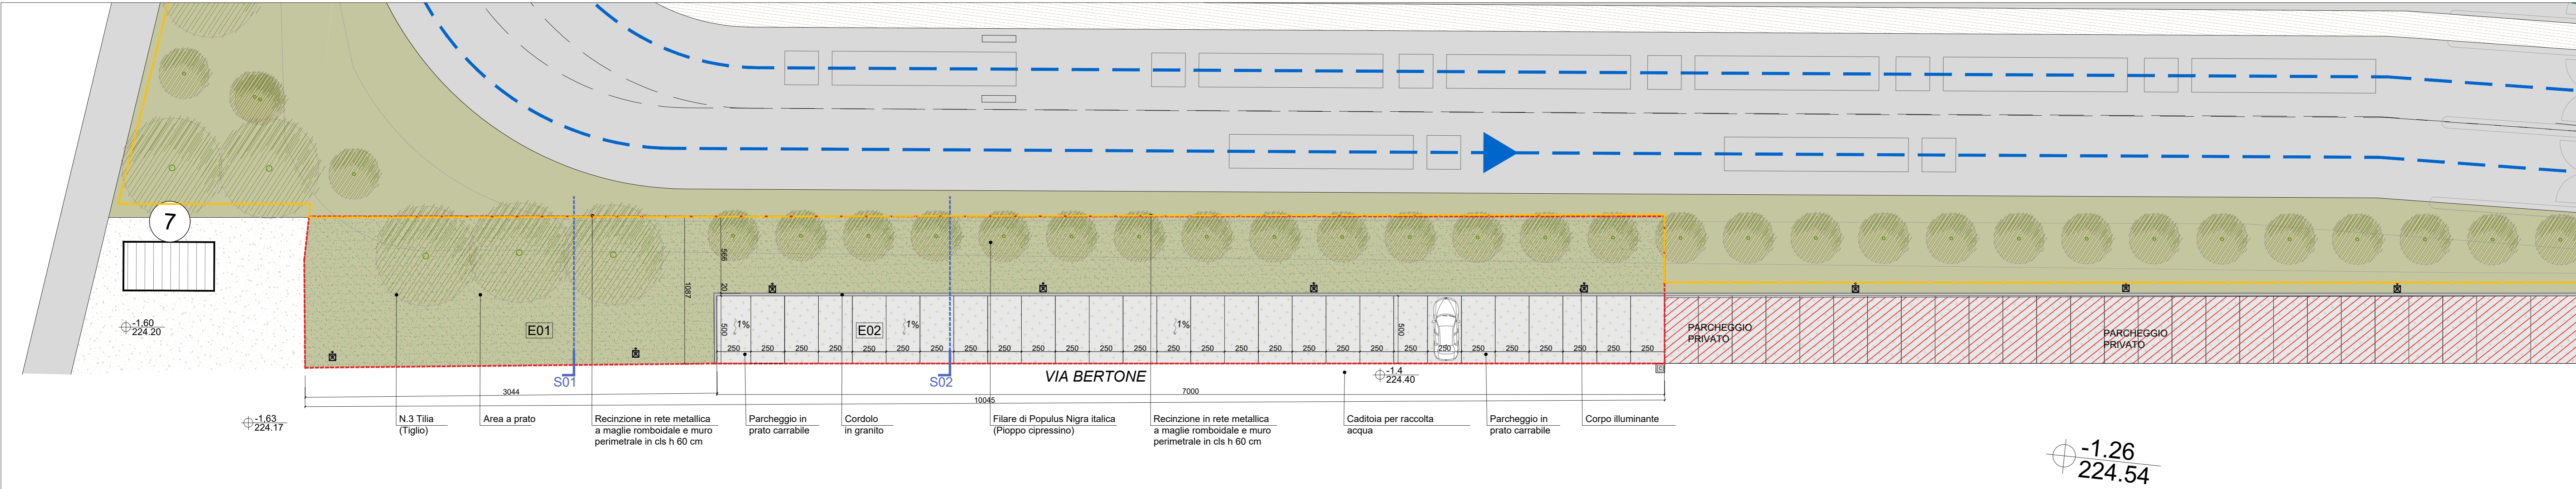 7
566
1087
20
500
500
1%
1%
1%
E01
E02
250 250 250 250 250 250 250 250 250 250 250 250 250 250 250 250 250 250 250 250 250 250 250 250 250 250 250 250
PARCHEGGIO
PRIVATO
PARCHEGGIO
PRIVATO
-1.60
224.20
S01
S02
VIA BERTONE
-1.4
224.40
C
3044
7000
10045
-1.63
224.17
N.3 Tilia
(Tiglio)
Area a prato
Recinzione in rete metallica
a maglie romboidale e muro
perimetrale in cls h 60 cm
Parcheggio in
prato carrabile
Cordolo
in granito
Filare di Populus Nigra italica
(Pioppo cipressino)
Recinzione in rete metallica
a maglie romboidale e muro
perimetrale in cls h 60 cm
Caditoia per raccolta
acqua
Parcheggio in
prato carrabile
Corpo illuminante
-1.26
224.54